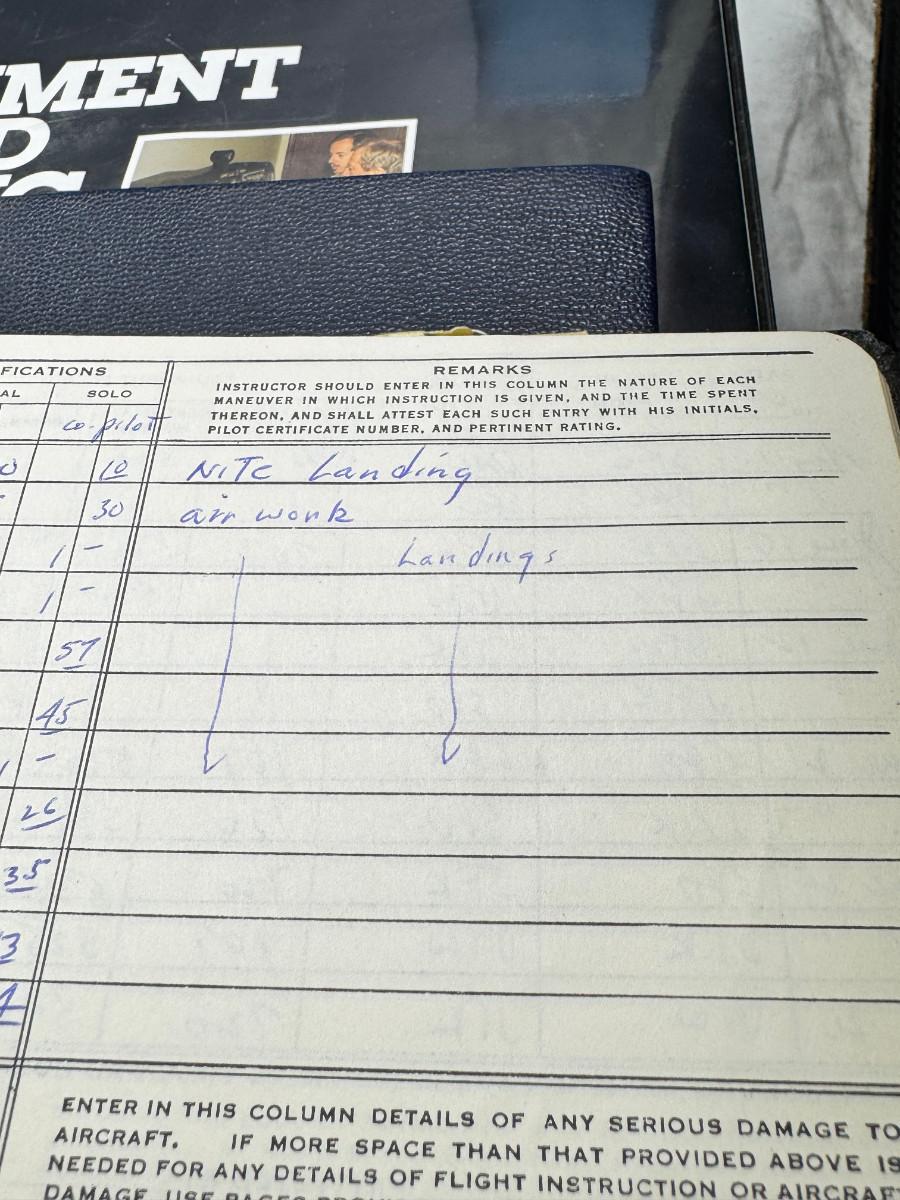 MENT
FICATIONS
REMARKS
AL
SOLO
INSTRUCTOR SHOULD ENTER IN THIS COLUMN THE NATURE OF EACH
MANEUVER IN WHICH INSTRUCTION IS GIVEN, AND THE TIME SPENT
THEREON, AND SHALL ATTEST EACH SUCH ENTRY WITH HIS INITIALS,
PILOT CERTIFICATE NUMBER, AND PERTINENT RATING.
co-pilot
10 NiTe Landing
30 air work
1 - Landings
1 -
57
45
-
26
35
3
ENTER IN THIS COLUMN DETAILS OF ANY SERIOUS DAMAGE TO
AIRCRAFT. IF MORE SPACE THAN THAT PROVIDED ABOVE IS
NEEDED FOR ANY DETAILS OF FLIGHT INSTRUCTION OR AIRCRAFT
DAMAGE, USE PAGES